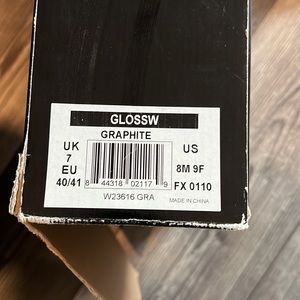 GLOSSW
GRAPHITE
UK US
7
EU 8M 9F
40/41 FX 0110
8 44318 02117 9
W23616 GRA MADE IN CHINA